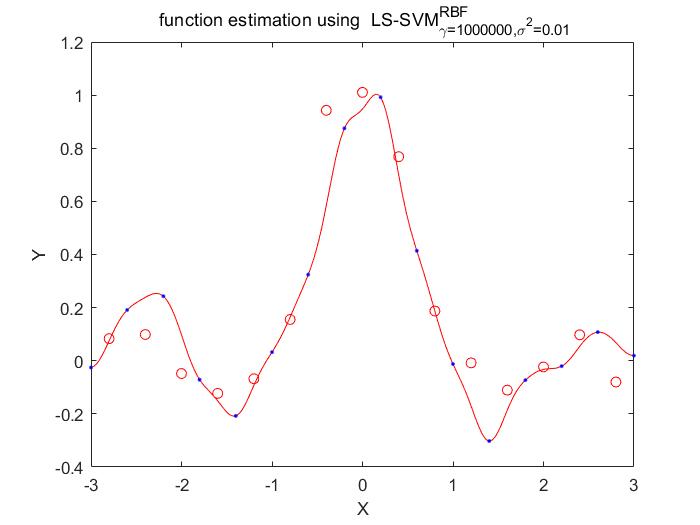 function estimation using LS-SVM^{RBF}_{γ=1000000,σ²=0.01}
1.2
1
0.8
0.6
0.4
0.2
0
-0.2
-0.4
Y
-3 -2 -1 0 1 2 3
X